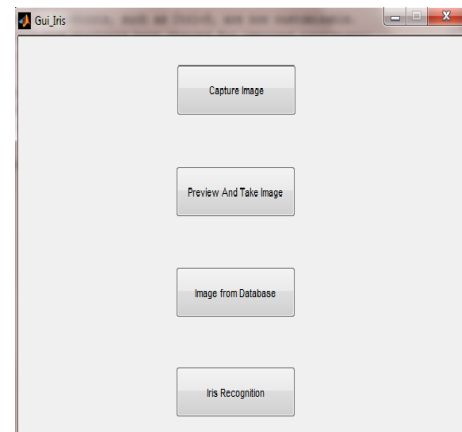 Gui_Iris
Capture Image
Preview And Take Image
Image from Database
Iris Recognition